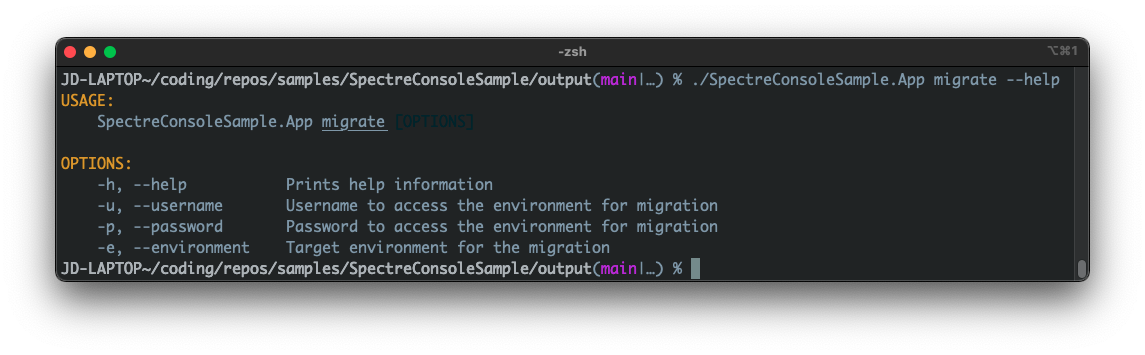 -zsh
⌥⌘1
JD-LAPTOP~/coding/repos/samples/SpectreConsoleSample/output(main|…) % ./SpectreConsoleSample.App migrate --help
USAGE:
    SpectreConsoleSample.App migrate [OPTIONS]
OPTIONS:
    -h, --help           Prints help information
    -u, --username       Username to access the environment for migration
    -p, --password       Password to access the environment for migration
    -e, --environment    Target environment for the migration
JD-LAPTOP~/coding/repos/samples/SpectreConsoleSample/output(main|…) %